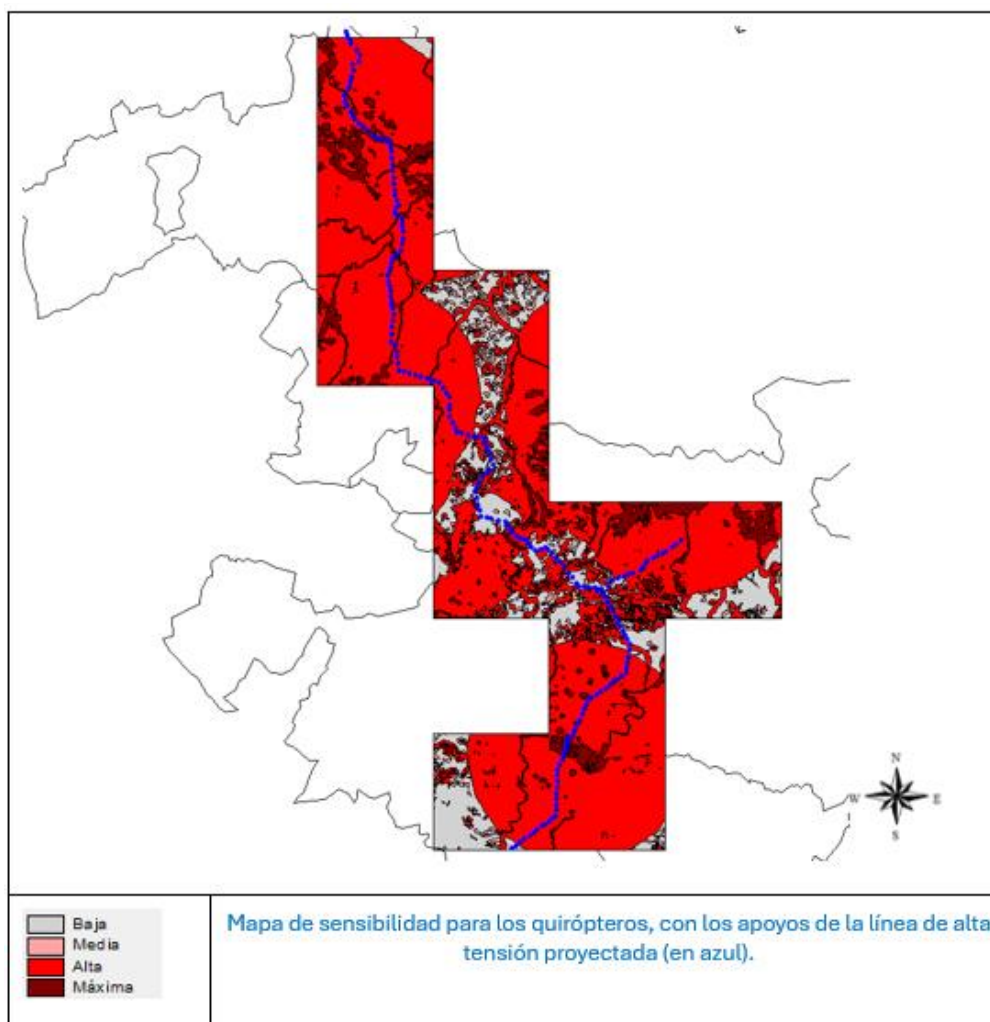 N
W
E
S
Baja
Media
Alta
Máxima
Mapa de sensibilidad para los quirópteros, con los apoyos de la línea de alta
tensión proyectada (en azul).